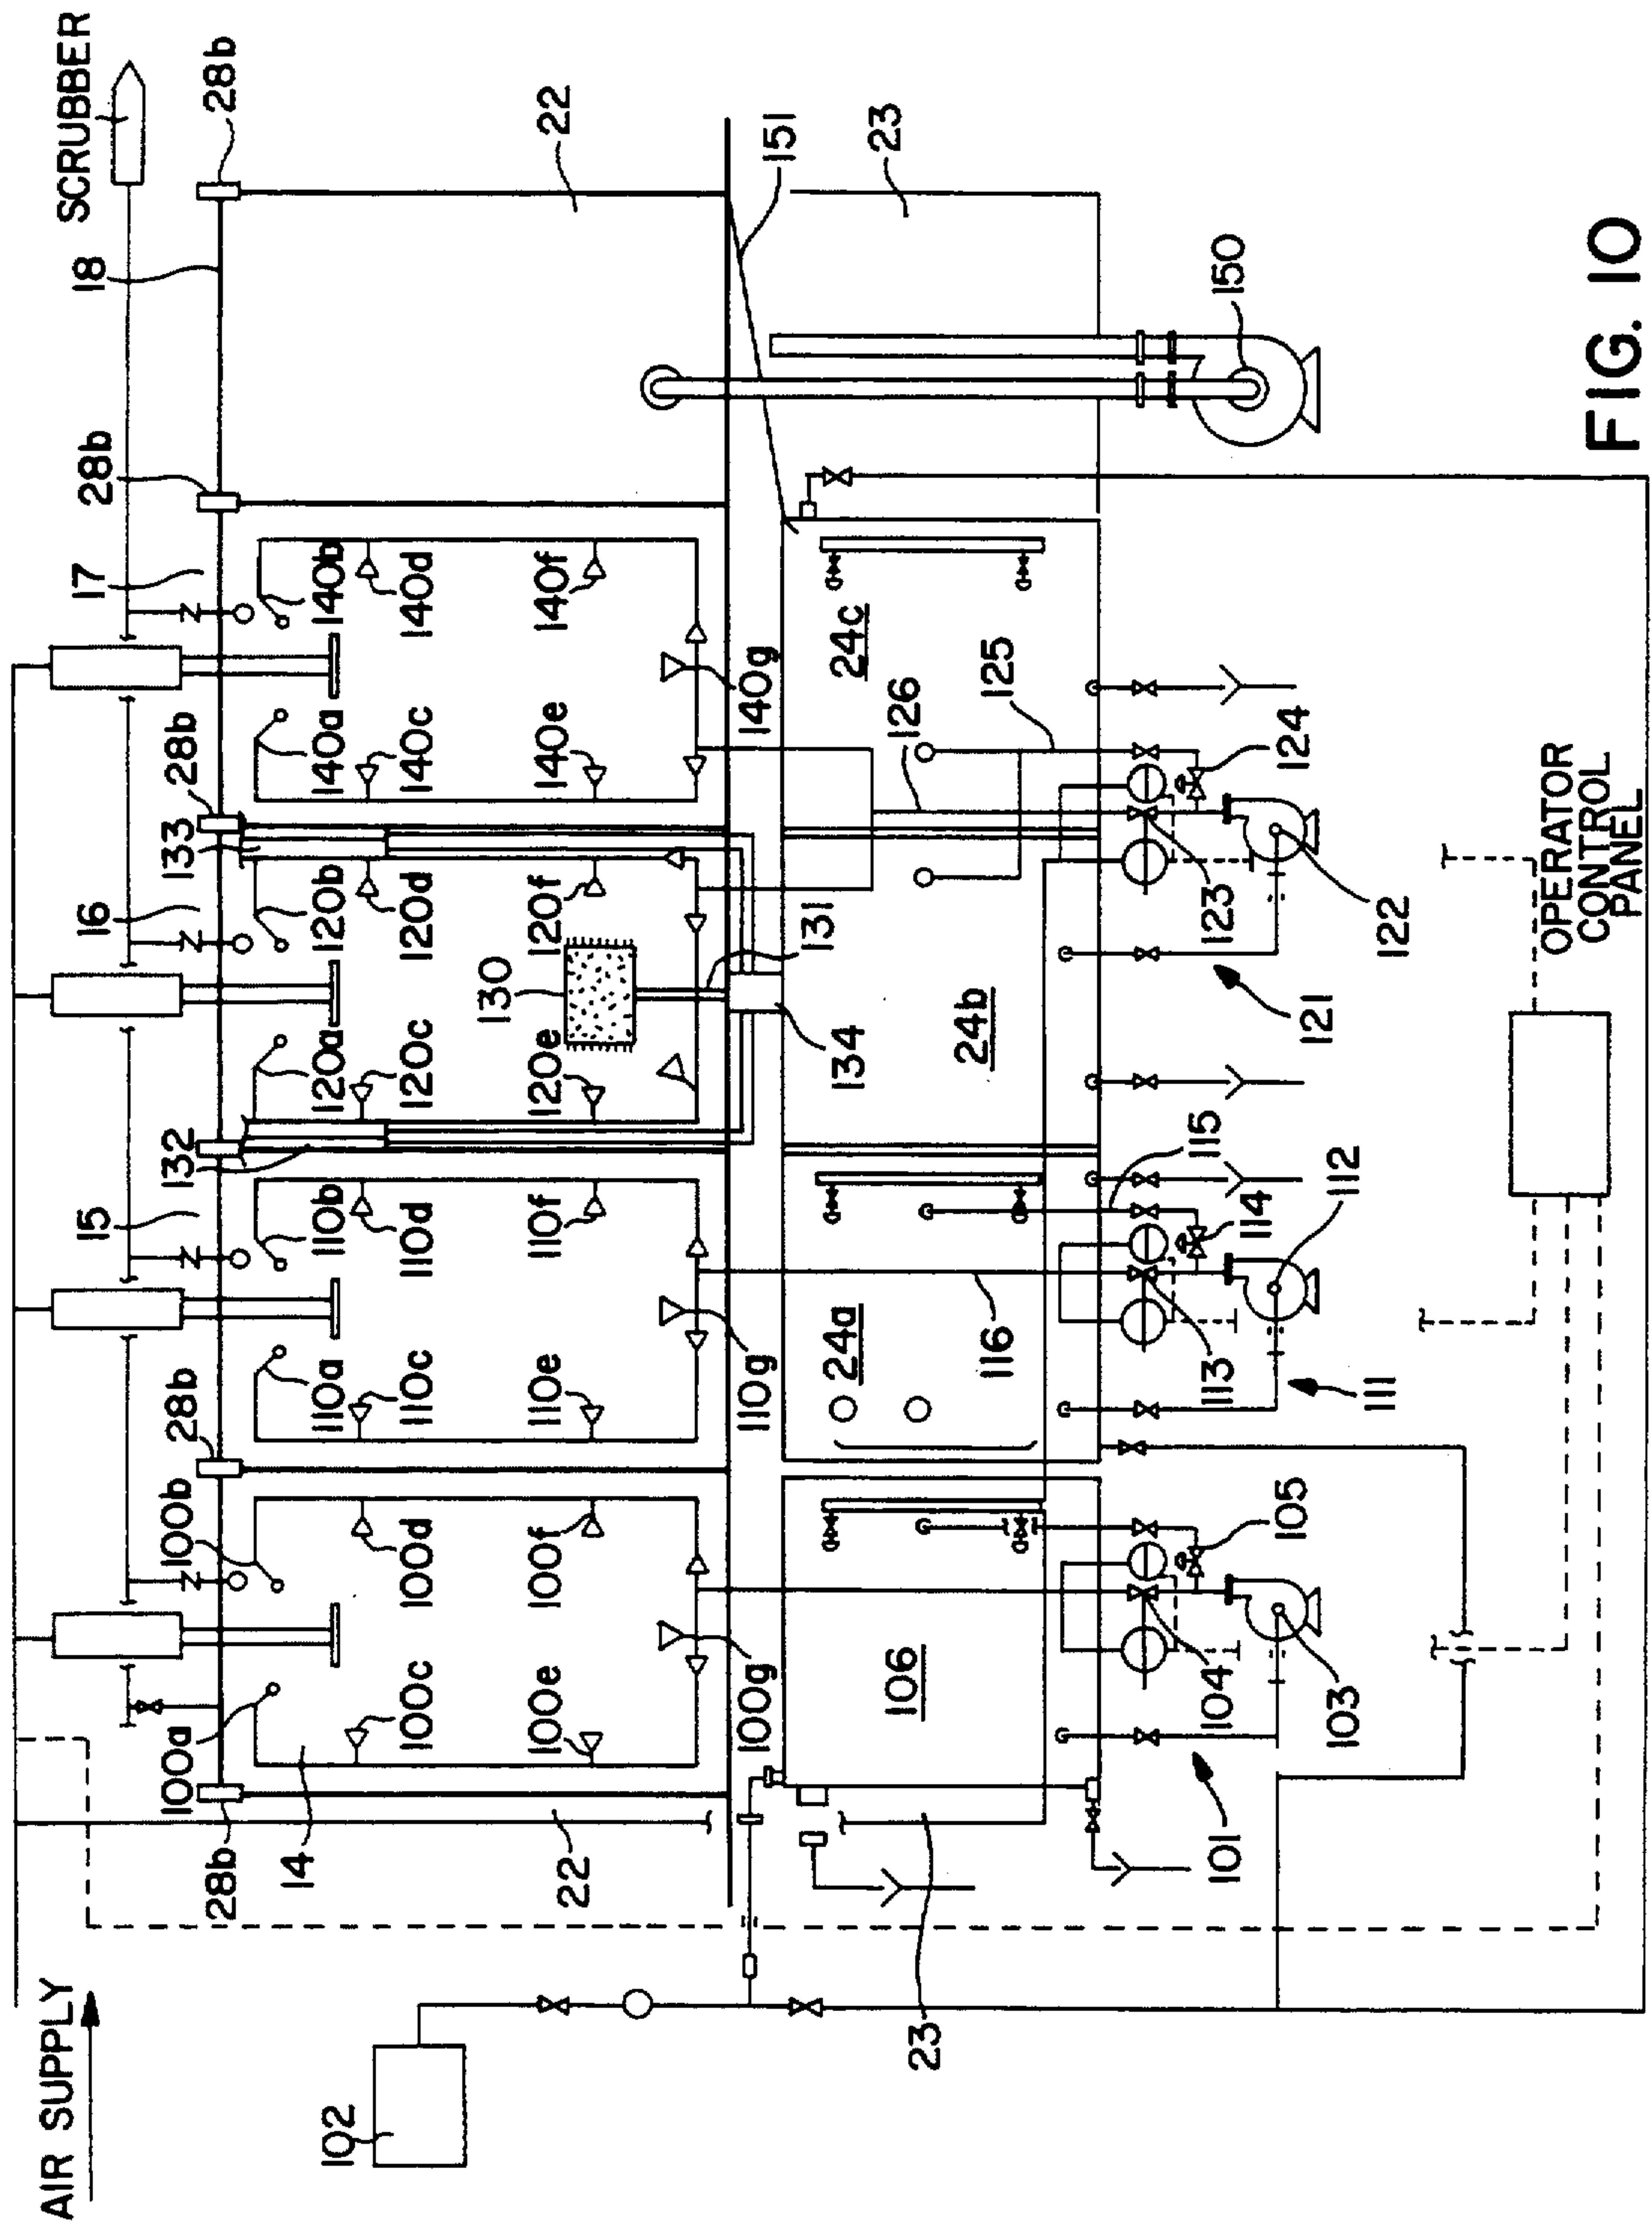 AIR SUPPLY
SCRUBBER
28b
14
100a
100b
28b
15
132
16
133
28b
17
28b
18
28b
22
100c
100d
110a
110b
110c
110d
120a
120b
120c
120d
140a
140b
140c
140d
22
100e
100f
110e
110f
120e
130
120f
140e
140f
100g
110g
131
140g
151
102
23
106
24a
116
115
134
24b
126
125
24c
23
101
104
105
103
111
113
114
112
121
123
124
122
150
OPERATOR
CONTROL
PANEL
FIG. 10